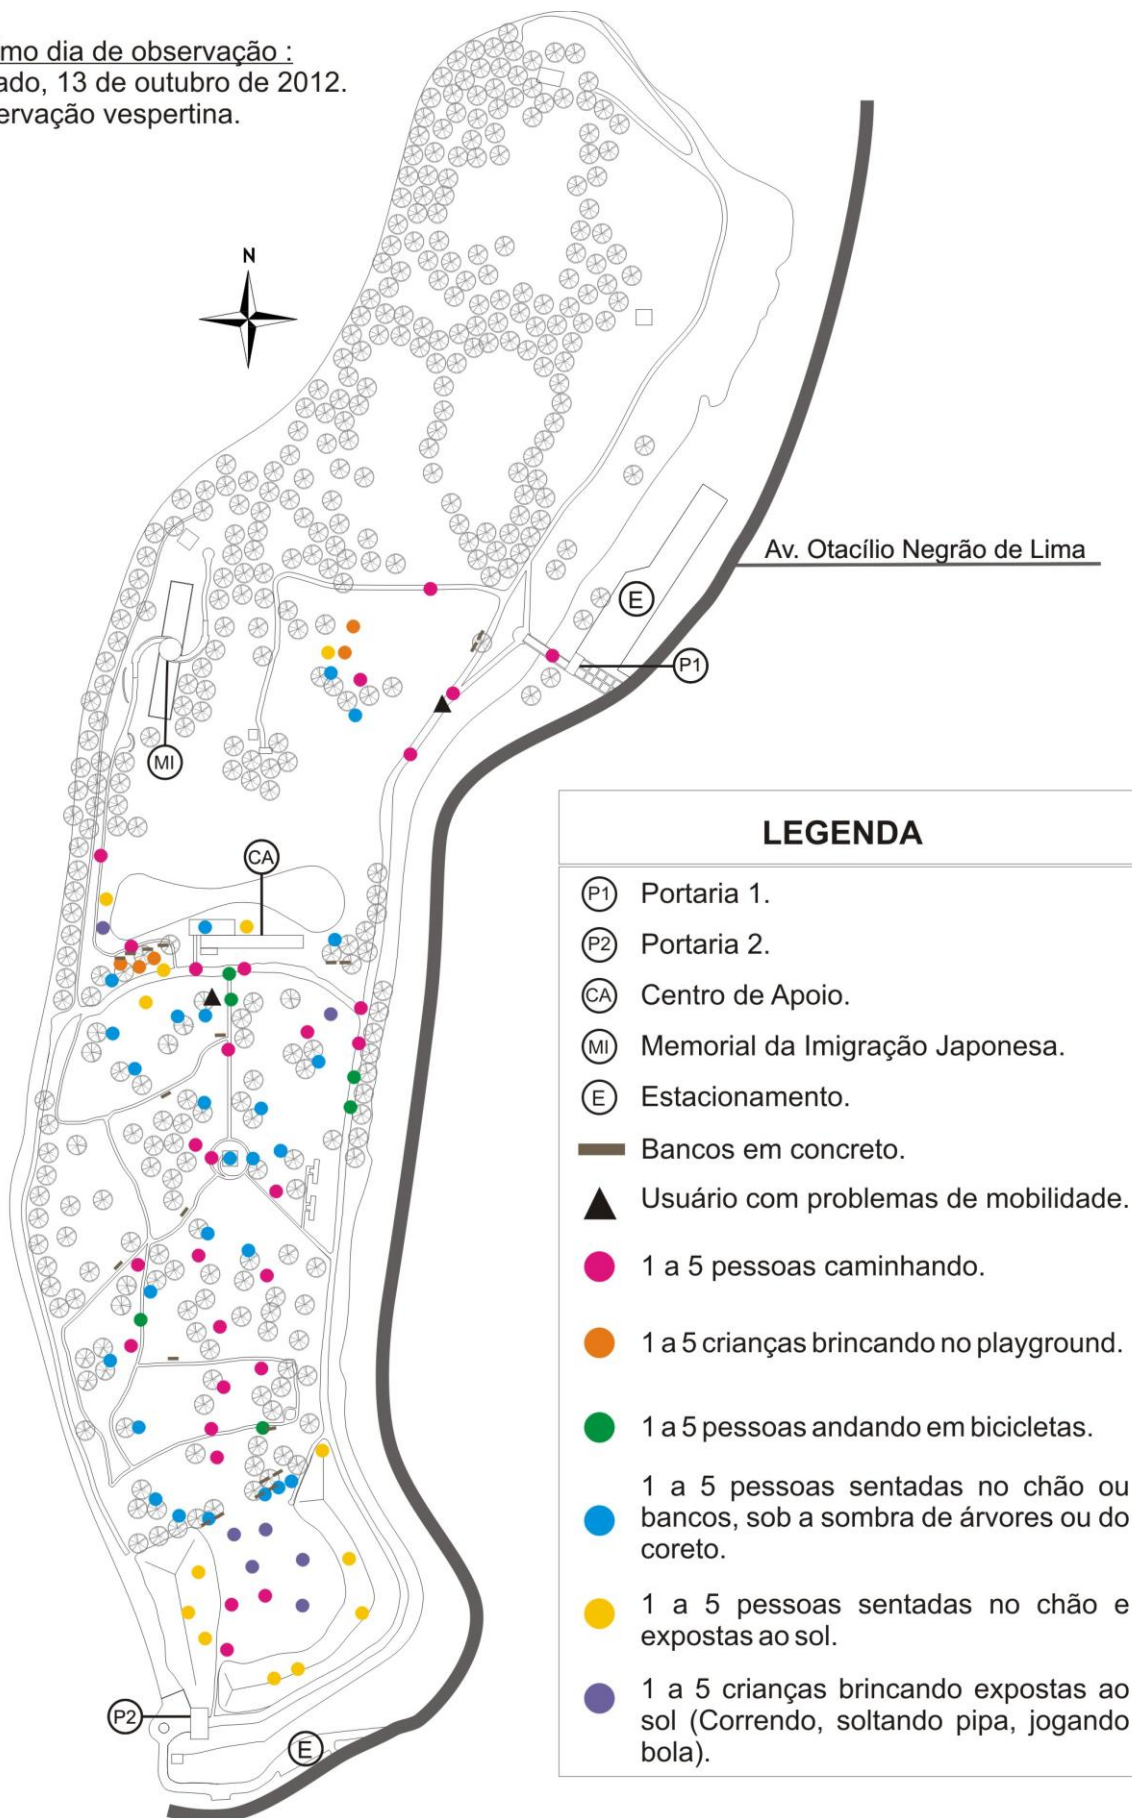 mo dia de observação :
ado, 13 de outubro de 2012.
ervação vespertina.
N
Av. Otacílio Negrão de Lima
E
P1
MI
CA
P2
E
LEGENDA
P1 Portaria 1.
P2 Portaria 2.
CA Centro de Apoio.
MI Memorial da Imigração Japonesa.
E Estacionamento.
Bancos em concreto.
Usuário com problemas de mobilidade.
1 a 5 pessoas caminhando.
1 a 5 crianças brincando no playground.
1 a 5 pessoas andando em bicicletas.
1 a 5 pessoas sentadas no chão ou
bancos, sob a sombra de árvores ou do
coreto.
1 a 5 pessoas sentadas no chão e
expostas ao sol.
1 a 5 crianças brincando expostas ao
sol (Correndo, soltando pipa, jogando
bola).